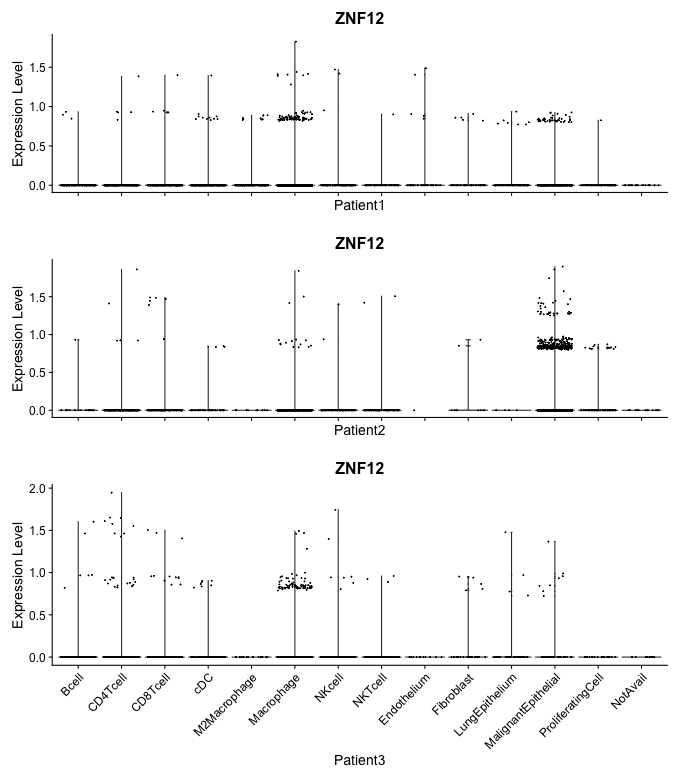 ZNF12
Expression Level
1.5
1.0
0.5
0.0
Patient1
ZNF12
Expression Level
1.5
1.0
0.5
0.0
Patient2
ZNF12
Expression Level
2.0
1.5
1.0
0.5
0.0
Bcell
CD4Tcell
CD8Tcell
cDC
M2Macrophage
Macrophage
NKcell
NKTcell
Endothelium
Fibroblast
LungEpithelium
MalignantEpithelial
ProliferatingCell
NotAvail
Patient3